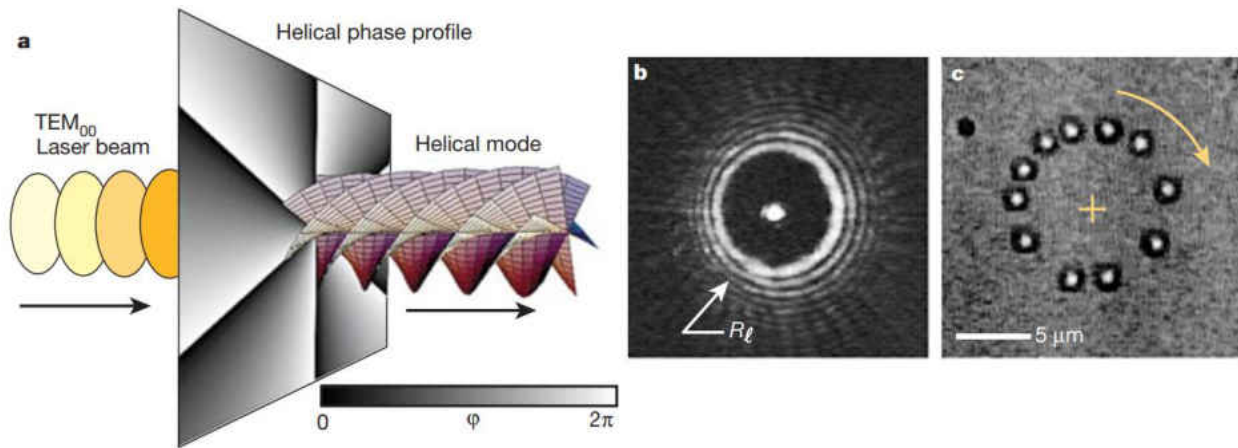 a
Helical phase profile
TEM₀₀
Laser beam
Helical mode
0 φ 2π
b
Rℓ
c
5 μm